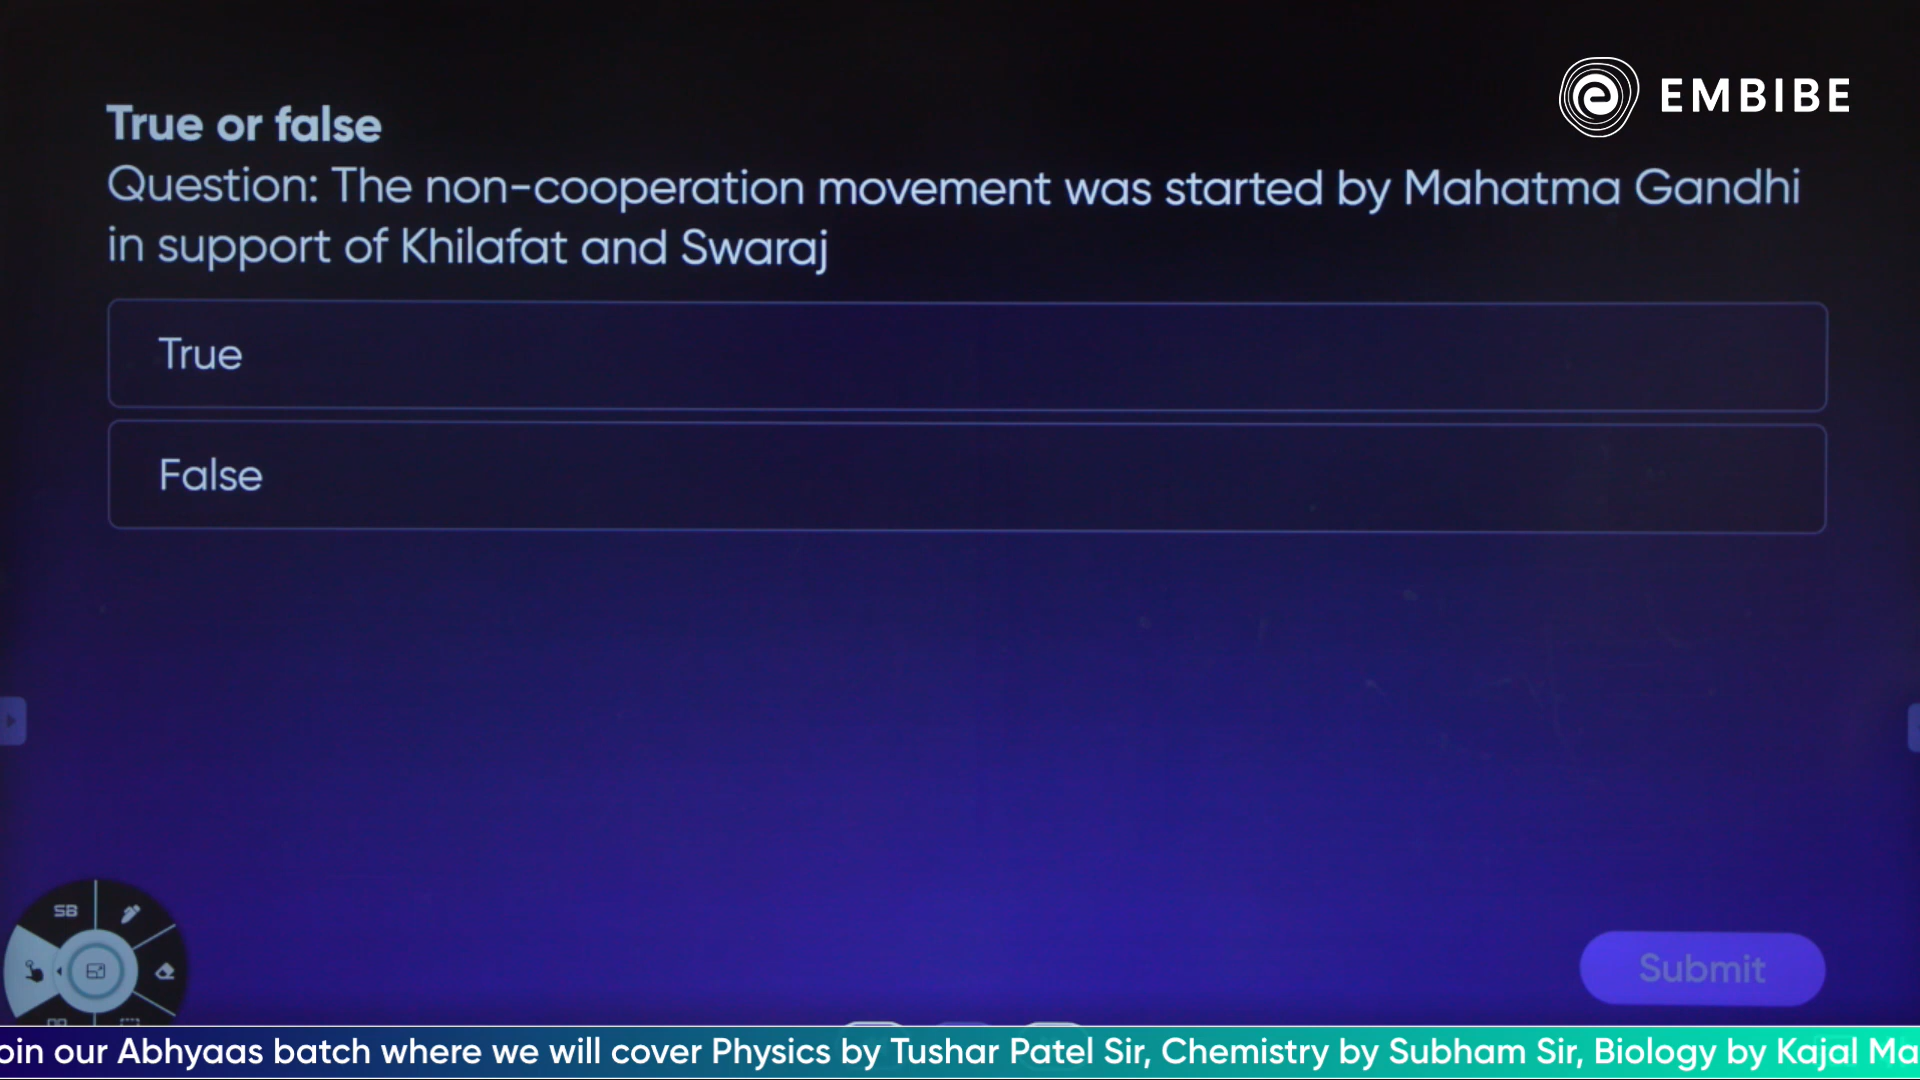 EMBIBE
True or false
Question: The non-cooperation movement was started by Mahatma Gandhi
in support of Khilafat and Swaraj
True
False
SB
Submit
oin our Abhyaas batch where we will cover Physics by Tushar Patel Sir, Chemistry by Subham Sir, Biology by Kajal Ma